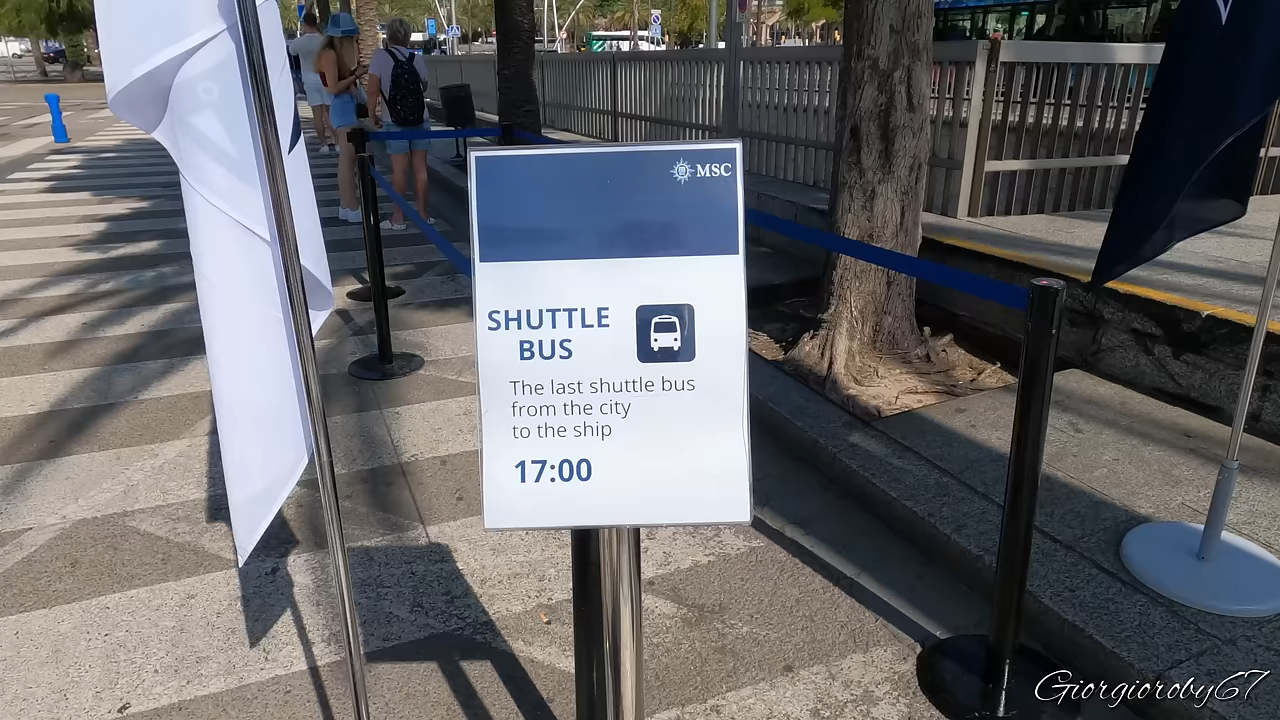 MSC
SHUTTLE
BUS
The last shuttle bus
from the city
to the ship
17:00
Giorgioroby67